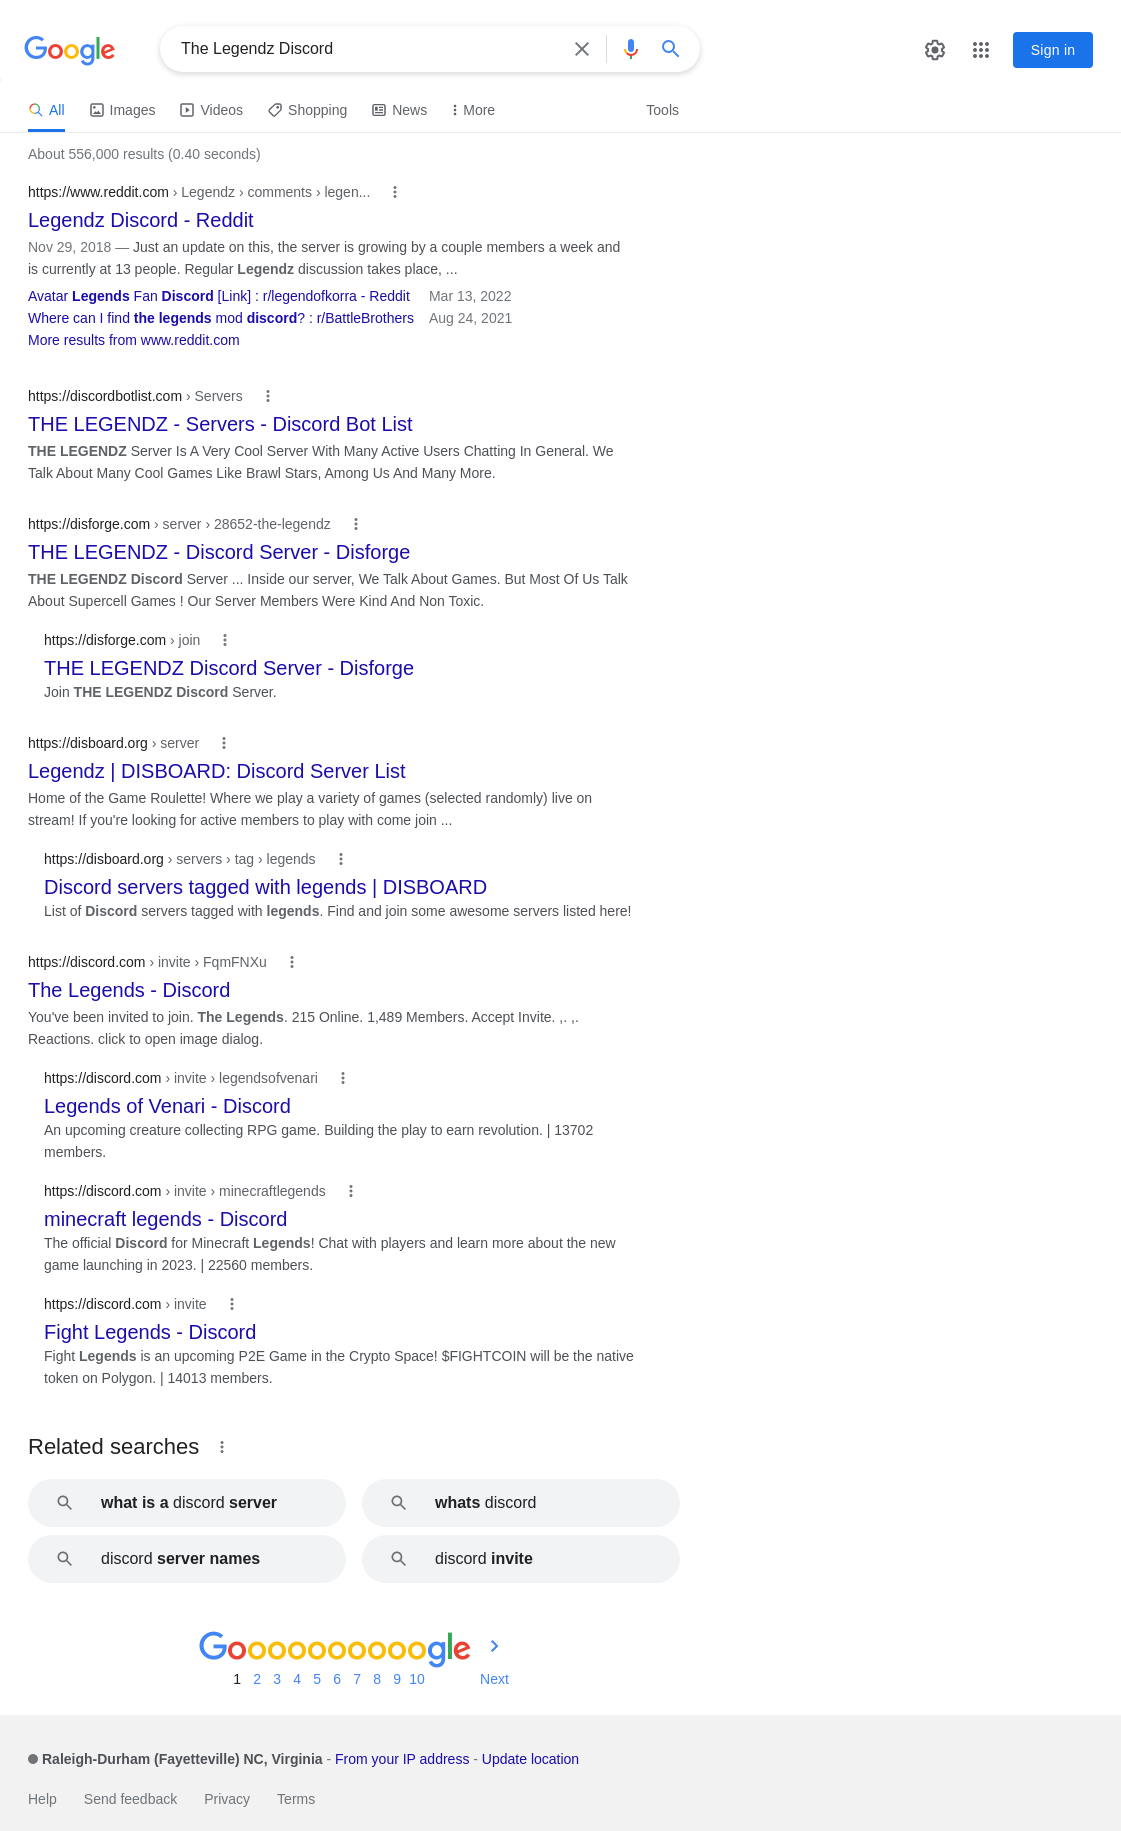 Google
The Legendz Discord
Sign in
All Images Videos Shopping News More Tools
About 556,000 results (0.40 seconds)
https://www.reddit.com › Legendz › comments › legen...
Legendz Discord - Reddit
Nov 29, 2018 — Just an update on this, the server is growing by a couple members a week and
is currently at 13 people. Regular Legendz discussion takes place, ...
Avatar Legends Fan Discord [Link] : r/legendofkorra - Reddit Mar 13, 2022
Where can I find the legends mod discord? : r/BattleBrothers Aug 24, 2021
More results from www.reddit.com
https://discordbotlist.com › Servers
THE LEGENDZ - Servers - Discord Bot List
THE LEGENDZ Server Is A Very Cool Server With Many Active Users Chatting In General. We
Talk About Many Cool Games Like Brawl Stars, Among Us And Many More.
https://disforge.com › server › 28652-the-legendz
THE LEGENDZ - Discord Server - Disforge
THE LEGENDZ Discord Server ... Inside our server, We Talk About Games. But Most Of Us Talk
About Supercell Games ! Our Server Members Were Kind And Non Toxic.
https://disforge.com › join
THE LEGENDZ Discord Server - Disforge
Join THE LEGENDZ Discord Server.
https://disboard.org › server
Legendz | DISBOARD: Discord Server List
Home of the Game Roulette! Where we play a variety of games (selected randomly) live on
stream! If you're looking for active members to play with come join ...
https://disboard.org › servers › tag › legends
Discord servers tagged with legends | DISBOARD
List of Discord servers tagged with legends. Find and join some awesome servers listed here!
https://discord.com › invite › FqmFNXu
The Legends - Discord
You've been invited to join. The Legends. 215 Online. 1,489 Members. Accept Invite. ,. ,.
Reactions. click to open image dialog.
https://discord.com › invite › legendsofvenari
Legends of Venari - Discord
An upcoming creature collecting RPG game. Building the play to earn revolution. | 13702
members.
https://discord.com › invite › minecraftlegends
minecraft legends - Discord
The official Discord for Minecraft Legends! Chat with players and learn more about the new
game launching in 2023. | 22560 members.
https://discord.com › invite
Fight Legends - Discord
Fight Legends is an upcoming P2E Game in the Crypto Space! $FIGHTCOIN will be the native
token on Polygon. | 14013 members.
Related searches
what is a discord server whats discord
discord server names discord invite
Goooooooooogle
1 2 3 4 5 6 7 8 9 10 Next
Raleigh-Durham (Fayetteville) NC, Virginia - From your IP address - Update location
Help Send feedback Privacy Terms